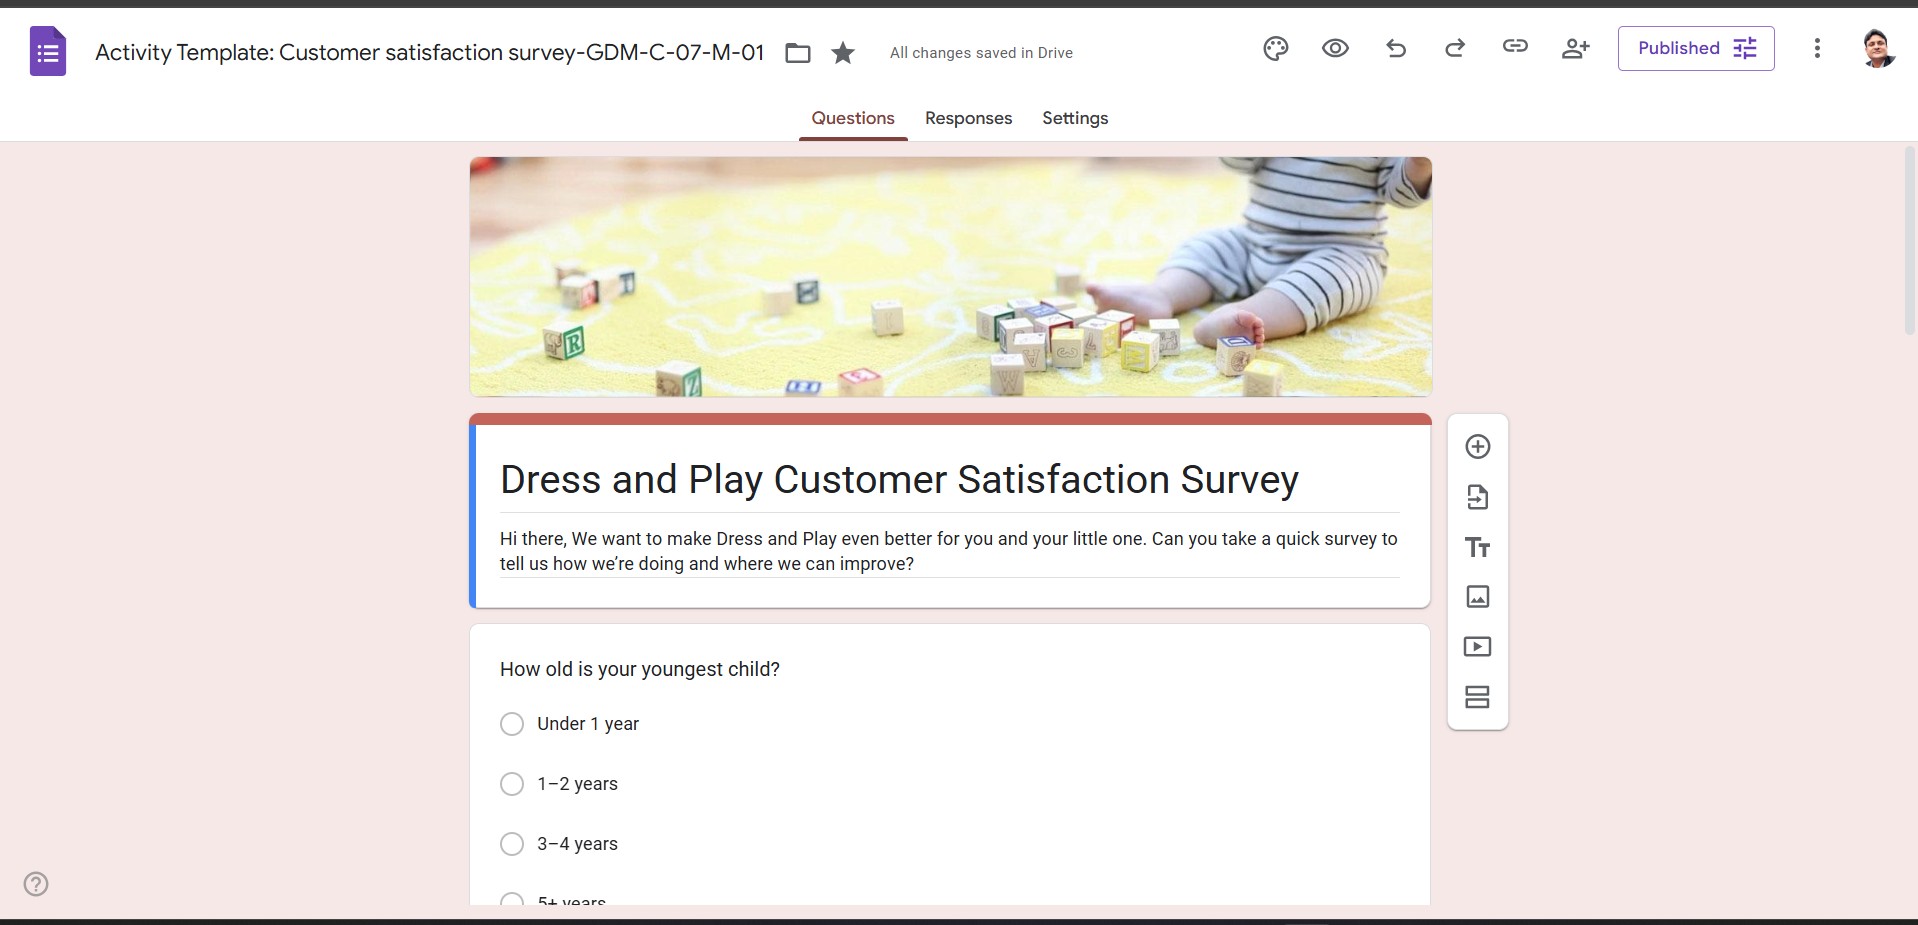 Activity Template: Customer satisfaction survey-GDM-C-07-M-01
All changes saved in Drive
Published
Questions
Responses
Settings
R
Z
W
Dress and Play Customer Satisfaction Survey
Hi there, We want to make Dress and Play even better for you and your little one. Can you take a quick survey to
tell us how we’re doing and where we can improve?
Tт
How old is your youngest child?
Under 1 year
1–2 years
3–4 years
5+ years